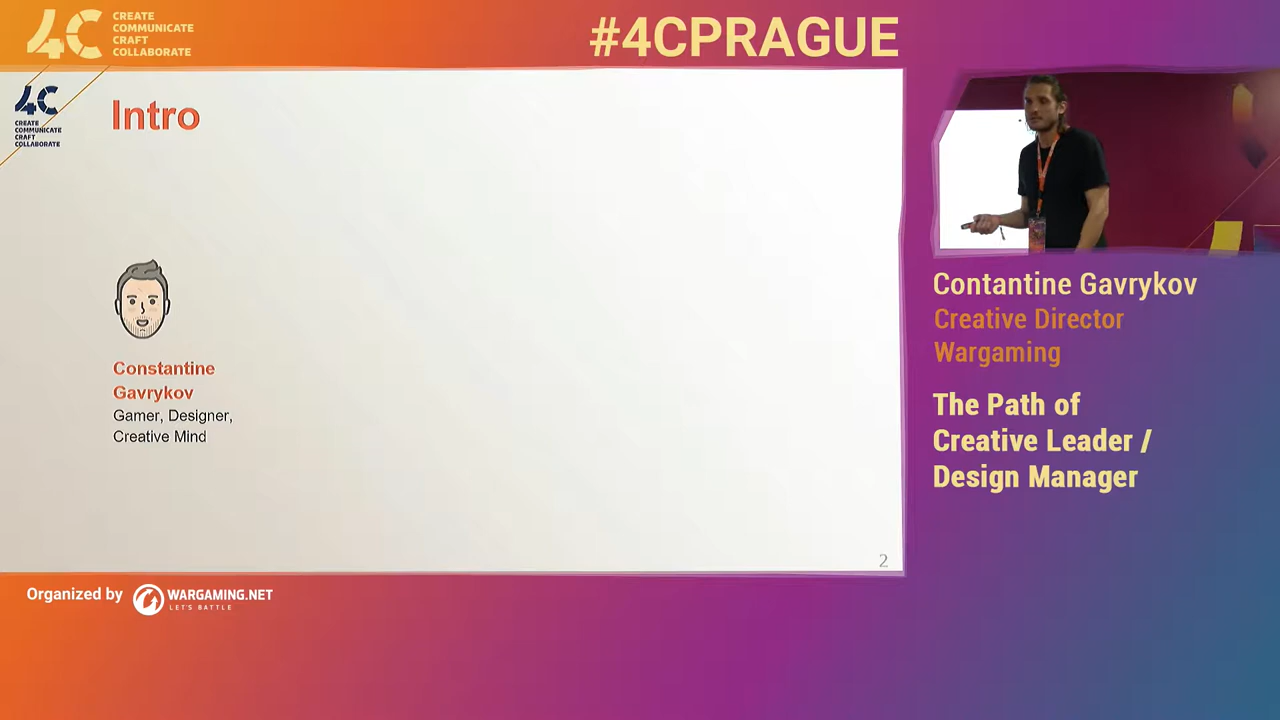 CREATE
COMMUNICATE
CRAFT
COLLABORATE
#4CPRAGUE
4C
CREATE
COMMUNICATE
CRAFT
COLLABORATE
Intro
Constantine
Gavrykov
Gamer, Designer,
Creative Mind
2
Contantine Gavrykov
Creative Director
Wargaming
The Path of
Creative Leader /
Design Manager
Organized by
WARGAMING.NET
LET'S BATTLE
4C